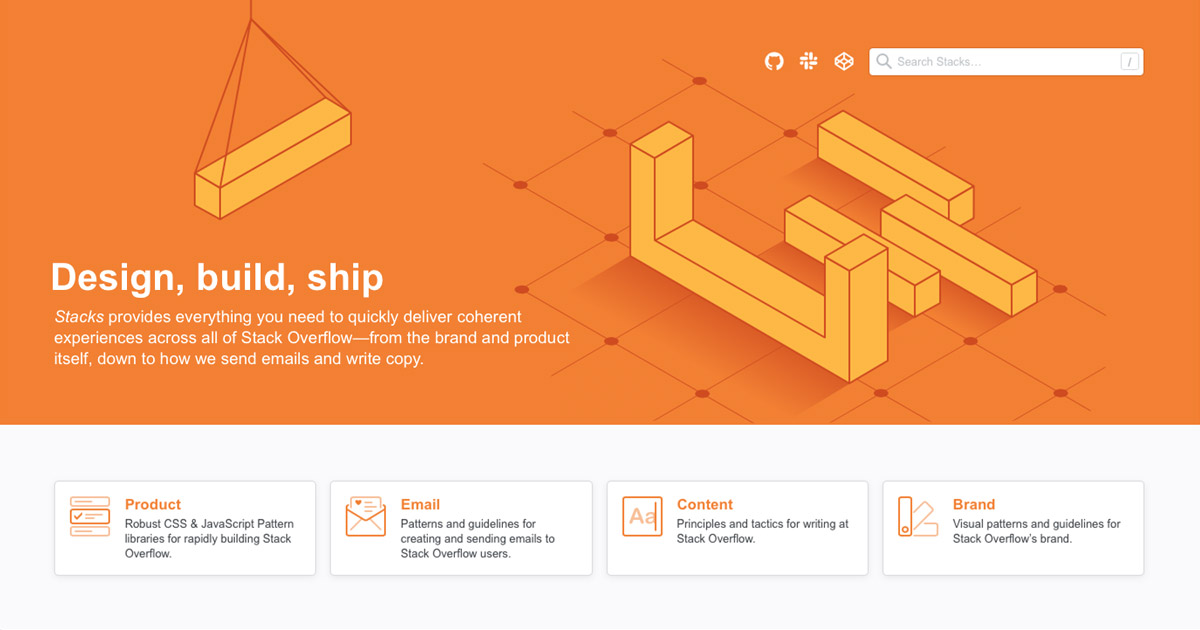 Search Stacks…
/
Design, build, ship
Stacks provides everything you need to quickly deliver coherent
experiences across all of Stack Overflow—from the brand and product
itself, down to how we send emails and write copy.
Product
Robust CSS & JavaScript Pattern
libraries for rapidly building Stack
Overflow.
Email
Patterns and guidelines for
creating and sending emails to
Stack Overflow users.
Aa
Content
Principles and tactics for writing at
Stack Overflow.
Brand
Visual patterns and guidelines for
Stack Overflow’s brand.